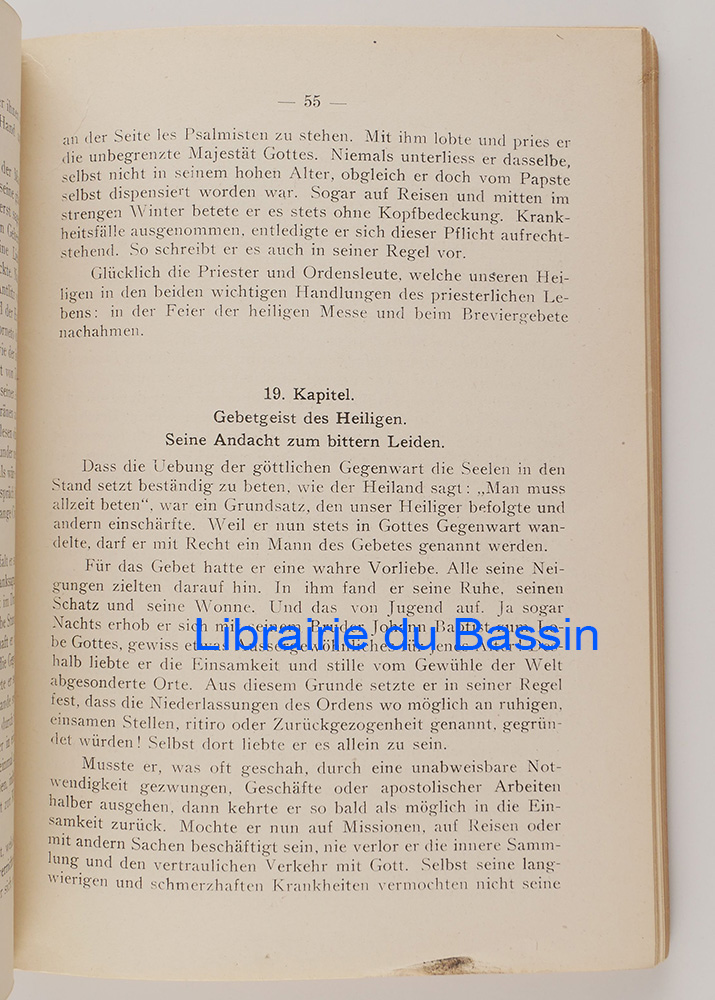 — 55 —
an der Seite les Psalmisten zu stehen. Mit ihm lobte und pries er
die unbegrenzte Majestät Gottes. Niemals unterliess er dasselbe,
selbst nicht in seinem hohen Alter, obgleich er doch vom Papste
selbst dispensiert worden war. Sogar auf Reisen und mitten im
strengen Winter betete er es stets ohne Kopfbedeckung. Krank-
heitsfälle ausgenommen, entledigte er sich dieser Pflicht aufrecht-
stehend. So schreibt er es auch in seiner Regel vor.
Glücklich die Priester und Ordensleute, welche unseren Hei-
ligen in den beiden wichtigen Handlungen des priesterlichen Le-
bens: in der Feier der heiligen Messe und beim Breviergebete
nachahmen.
19. Kapitel.
Gebetgeist des Heiligen.
Seine Andacht zum bittern Leiden.
Dass die Uebung der göttlichen Gegenwart die Seelen in den
Stand setzt beständig zu beten, wie der Heiland sagt: „Man muss
allzeit beten“, war ein Grundsatz, den unser Heiliger befolgte und
andern einschärfte. Weil er nun stets in Gottes Gegenwart wan-
delte, darf er mit Recht ein Mann des Gebetes genannt werden.
Für das Gebet hatte er eine wahre Vorliebe. Alle seine Nei-
gungen zielten darauf hin. In ihm fand er seine Ruhe, seinen
Schatz und seine Wonne. Und das von Jugend auf. Ja sogar
Nachts erhob er sich mit seinem Bruder Johann Baptist zum Lo-
be Gottes, gewiss etwas Aussergewöhnliches für jenes Alter! Des-
halb liebte er die Einsamkeit und stille vom Gewühle der Welt
abgesonderte Orte. Aus diesem Grunde setzte er in seiner Regel
fest, dass die Niederlassungen des Ordens wo möglich an ruhigen,
einsamen Stellen, ritiro oder Zurückgezogenheit genannt, gegrün-
det würden! Selbst dort liebte er es allein zu sein.
Musste er, was oft geschah, durch eine unabweisbare Not-
wendigkeit gezwungen, Geschäfte oder apostolischer Arbeiten
halber ausgehen, dann kehrte er so bald als möglich in die Ein-
samkeit zurück. Mochte er nun auf Missionen, auf Reisen oder
mit andern Sachen beschäftigt sein, nie verlor er die innere Samm-
lung und den vertraulichen Verkehr mit Gott. Selbst seine lang-
wierigen und schmerzhaften Krankheiten vermochten nicht seine
Librairie du Bassin